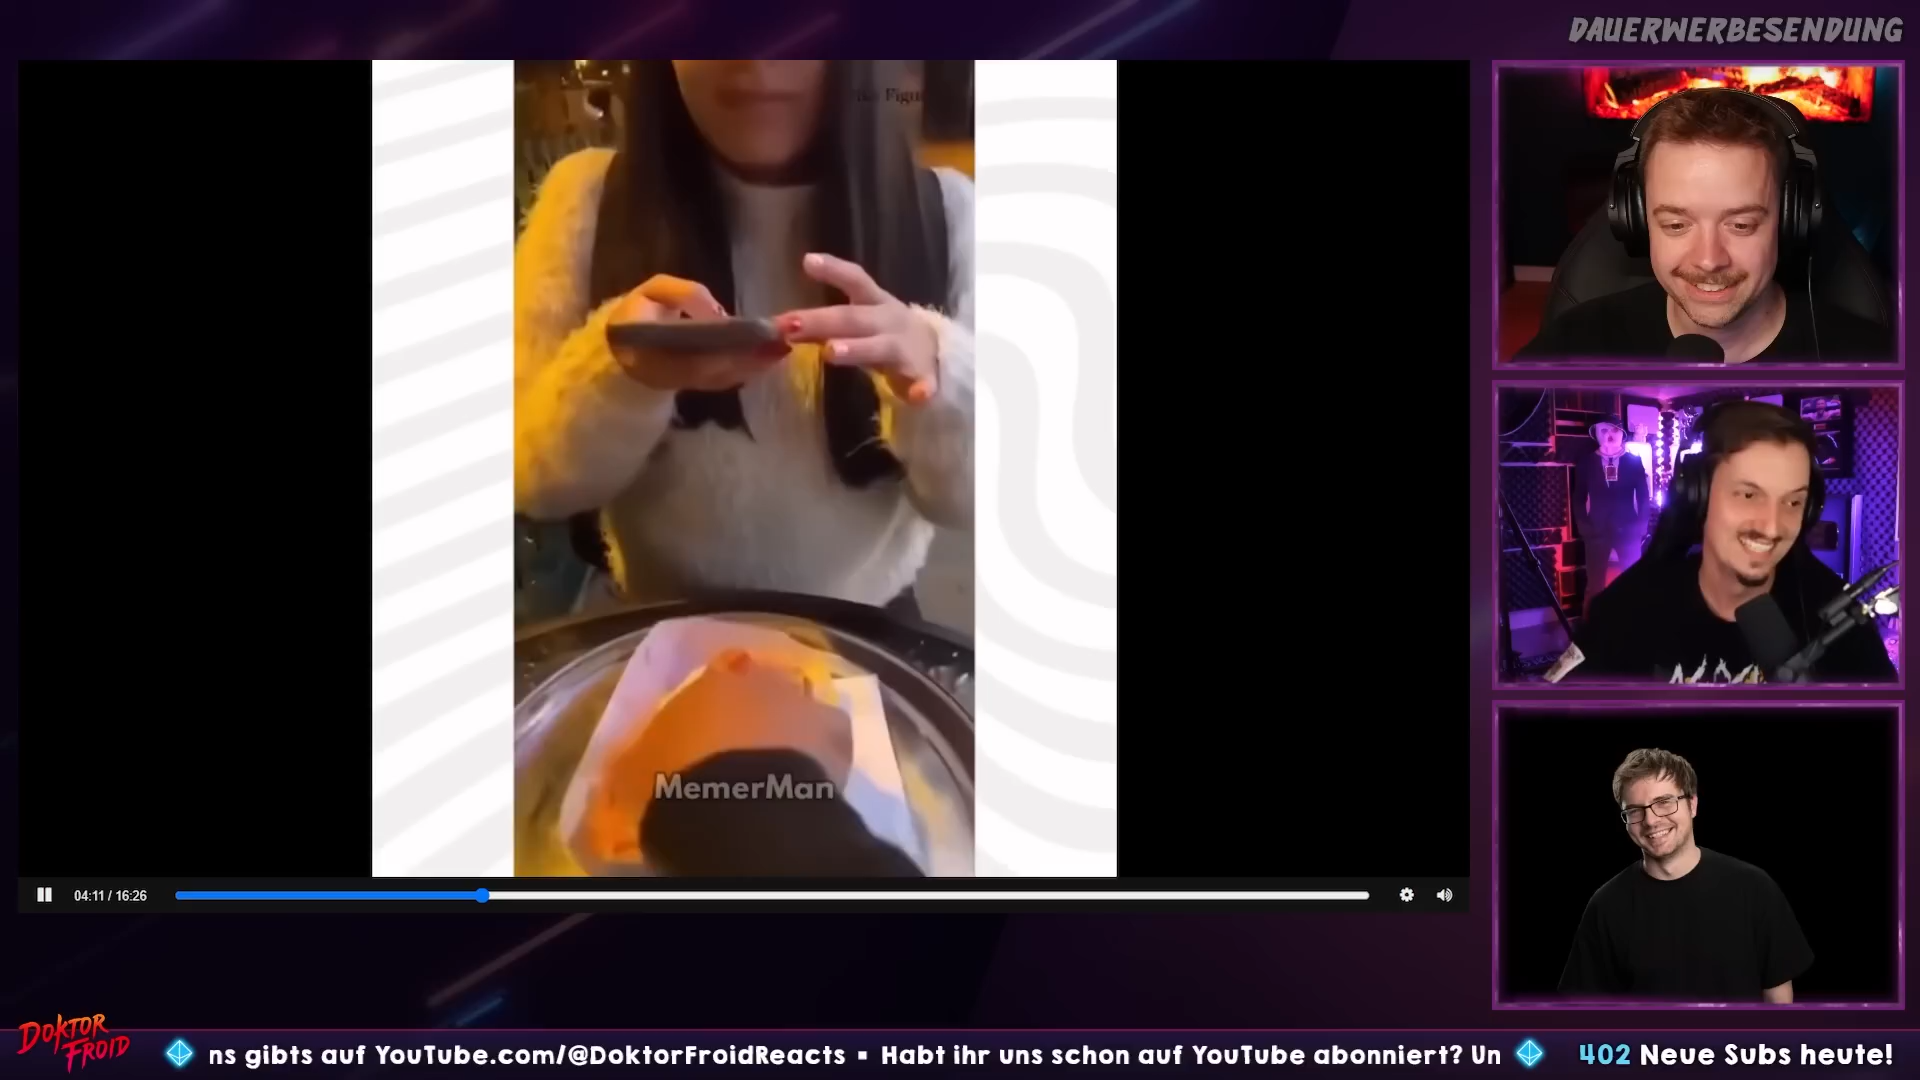 DAUERWERBESENDUNG
MemerMan
04:11 / 16:26
DOKTOR
FROID
ns gibts auf YouTube.com/@DoktorFroidReacts ▪ Habt ihr uns schon auf YouTube abonniert? Un
402 Neue Subs heute!